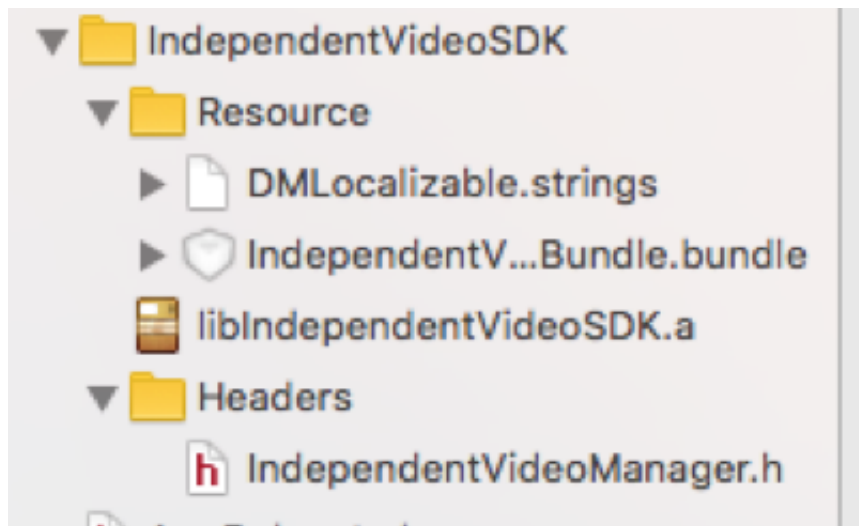 IndependentVideoSDK
Resource
DMLocalizable.strings
IndependentV...Bundle.bundle
libIndependentVideoSDK.a
Headers
h IndependentVideoManager.h